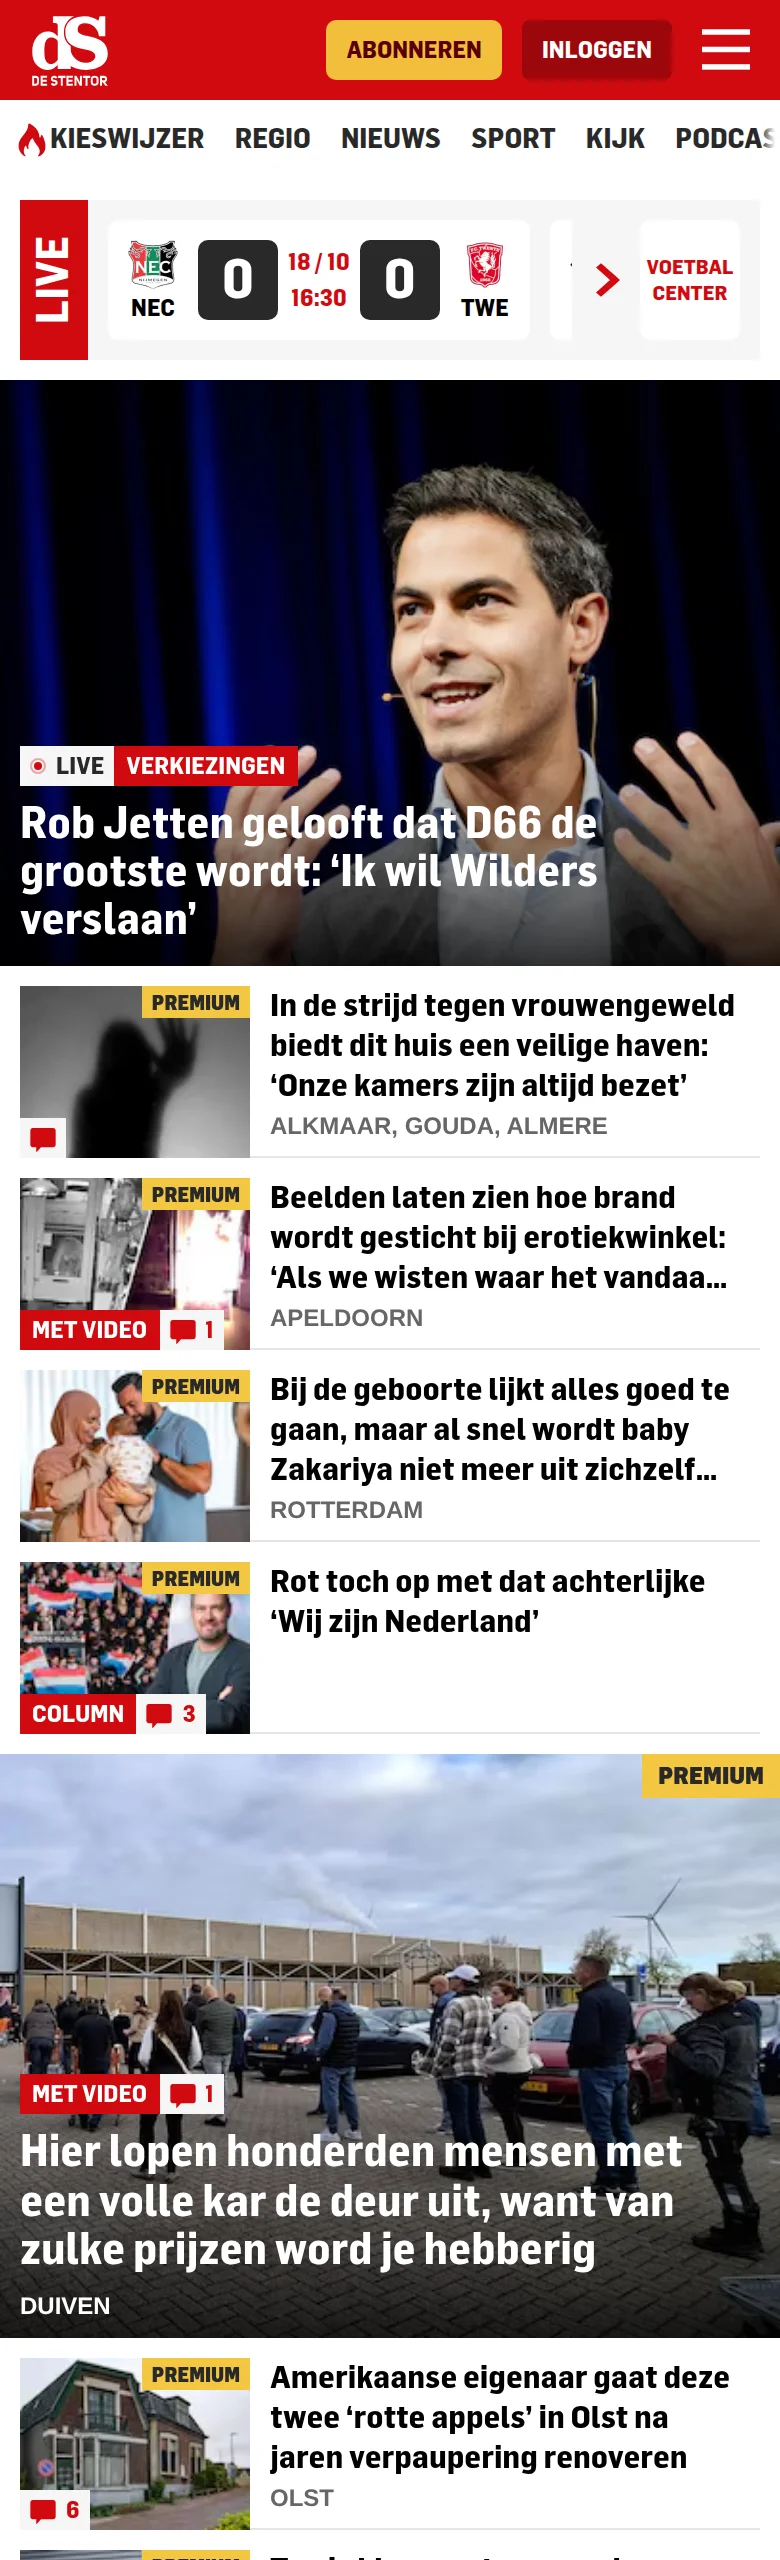 dS
DE STENTOR
ABONNEREN
INLOGGEN
KIESWIJZER REGIO NIEUWS SPORT KIJK PODCAS
LIVE
NEC
0
18 / 10
16:30
0
TWE
VOETBAL
CENTER
LIVE VERKIEZINGEN
Rob Jetten gelooft dat D66 de
grootste wordt: ‘Ik wil Wilders
verslaan’
PREMIUM
In de strijd tegen vrouwengeweld
biedt dit huis een veilige haven:
‘Onze kamers zijn altijd bezet’
ALKMAAR, GOUDA, ALMERE
PREMIUM
MET VIDEO 1
Beelden laten zien hoe brand
wordt gesticht bij erotiekwinkel:
‘Als we wisten waar het vandaa...
APELDOORN
PREMIUM
Bij de geboorte lijkt alles goed te
gaan, maar al snel wordt baby
Zakariya niet meer uit zichzelf...
ROTTERDAM
PREMIUM
COLUMN 3
Rot toch op met dat achterlijke
‘Wij zijn Nederland’
PREMIUM
MET VIDEO 1
Hier lopen honderden mensen met
een volle kar de deur uit, want van
zulke prijzen word je hebberig
DUIVEN
PREMIUM
6
Amerikaanse eigenaar gaat deze
twee ‘rotte appels’ in Olst na
jaren verpaupering renoveren
OLST